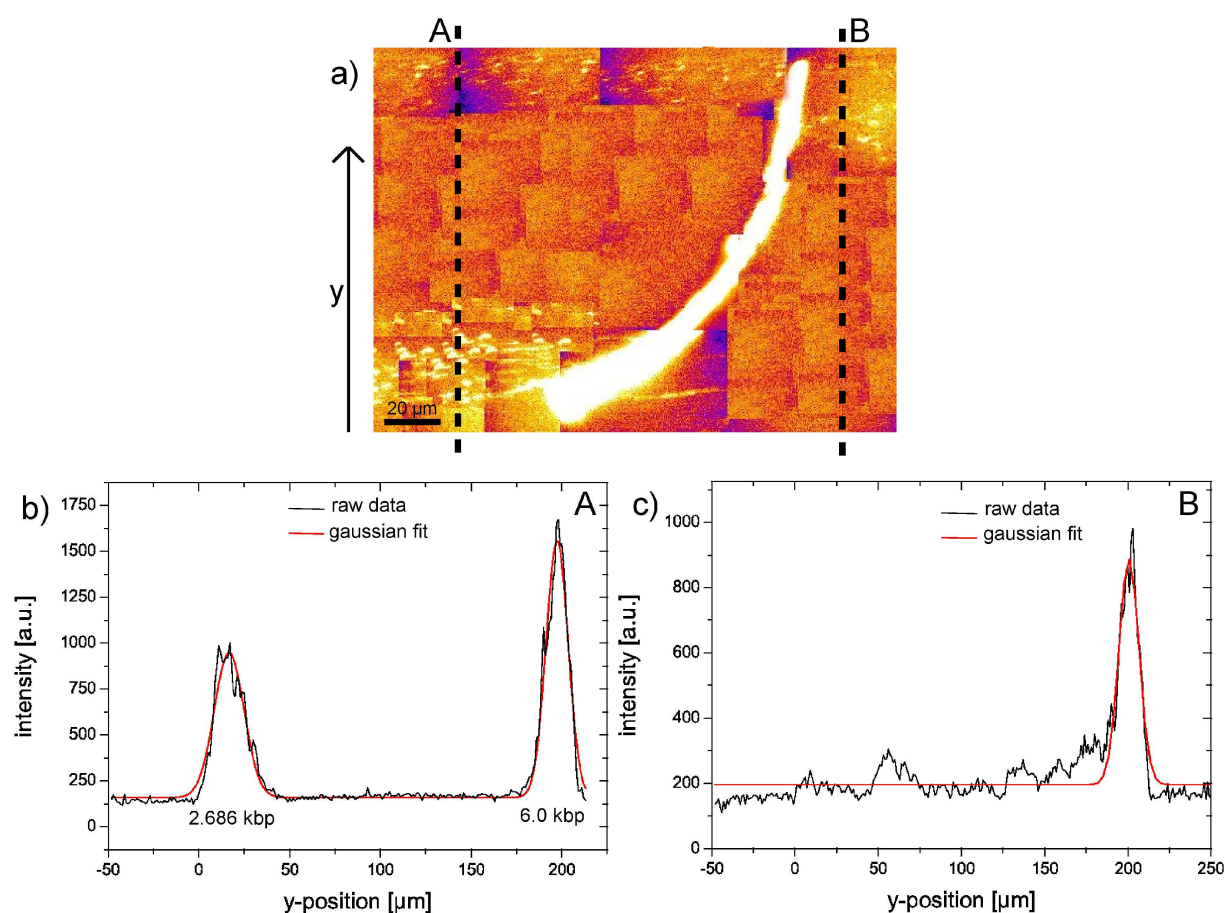 A
B
a)
y
20 µm
b)
A
raw data
gaussian fit
intensity [a.u.]
1750
1500
1250
1000
750
500
250
0
2.686 kbp
6.0 kbp
-50
0
50
100
150
200
y-position [µm]
c)
B
raw data
gaussian fit
intensity [a.u.]
1000
800
600
400
200
0
-50
0
50
100
150
200
250
y-position [µm]